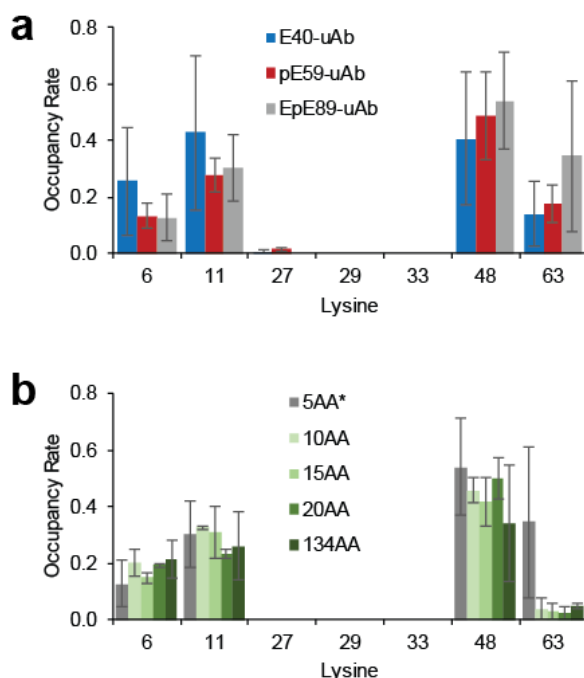 a
Occupancy Rate
0.8
0.6
0.4
0.2
0.0
E40-uAb
pE59-uAb
EpE89-uAb
6 11 27 29 33 48 63
Lysine
b
Occupancy Rate
0.8
0.6
0.4
0.2
0.0
5AA*
10AA
15AA
20AA
134AA
6 11 27 29 33 48 63
Lysine